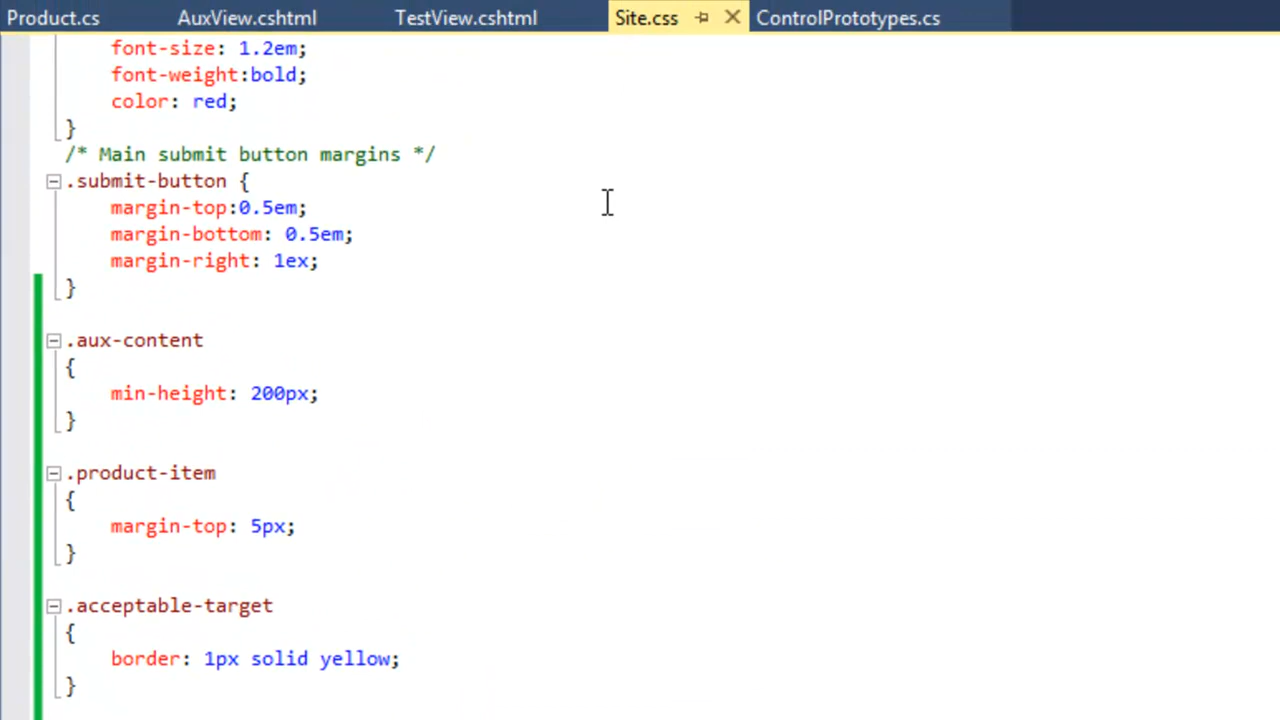 Product.cs AuxView.cshtml TestView.cshtml Site.css ControlPrototypes.cs
font-size: 1.2em;
font-weight:bold;
color: red;
}
/* Main submit button margins */
.submit-button {
margin-top:0.5em;
margin-bottom: 0.5em;
margin-right: 1ex;
}
.aux-content
{
min-height: 200px;
}
.product-item
{
margin-top: 5px;
}
.acceptable-target
{
border: 1px solid yellow;
}